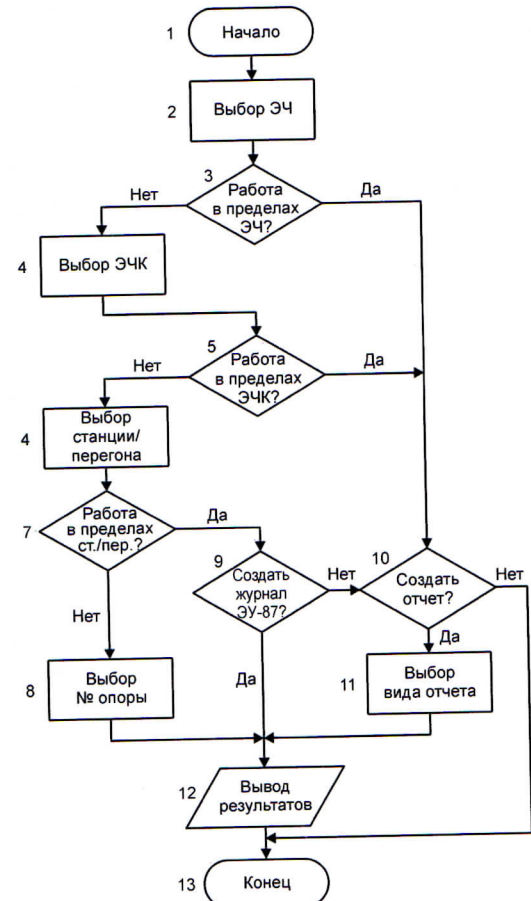 1
Начало
2
Выбор ЭЧ
3
Нет
Работа
в пределах
ЭЧ?
Да
4
Выбор ЭЧК
5
Нет
Работа
в пределах
ЭЧК?
Да
4
Выбор
станции/
перегона
7
Работа
в пределах
ст./пер.?
Да
Нет
9
Создать
журнал
ЭУ-87?
Нет
Да
10
Создать
отчет?
Нет
Да
8
Выбор
№ опоры
11
Выбор
вида отчета
12
Вывод
результатов
13
Конец